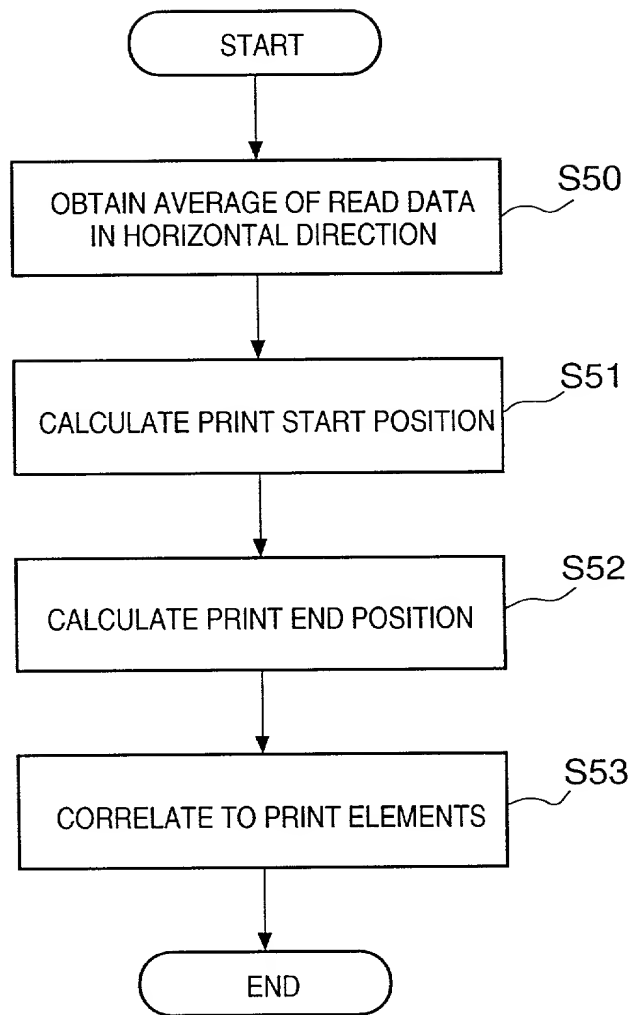 START
OBTAIN AVERAGE OF READ DATA
IN HORIZONTAL DIRECTION
S50
CALCULATE PRINT START POSITION
S51
CALCULATE PRINT END POSITION
S52
CORRELATE TO PRINT ELEMENTS
S53
END